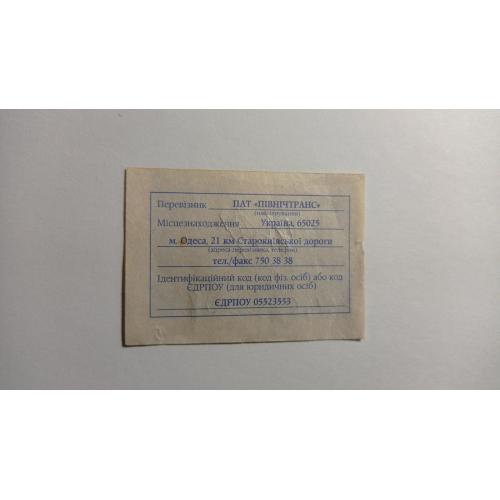 Перевізник ПАТ «ПІВНІЧТРАНС»
(найменування)
Місцезнаходження Україна, 65025
м. Одеса, 21 км Старокиївської дороги
(адреса перевізника, телефон)
тел./факс 750 38 38
Ідентифікаційний код (код фіз. осіб) або код
ЄДРПОУ (для юридичних осіб)
ЄДРПОУ 05523553